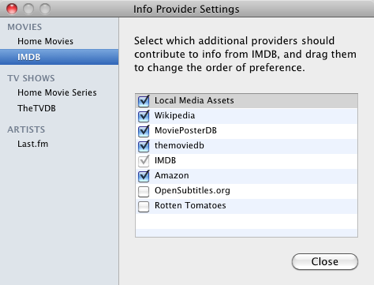 Info Provider Settings
MOVIES
Home Movies
IMDB
TV SHOWS
Home Movie Series
TheTVDB
ARTISTS
Last.fm
Select which additional providers should
contribute to info from IMDB, and drag them
to change the order of preference.
Local Media Assets
Wikipedia
MoviePosterDB
themoviedb
IMDB
Amazon
OpenSubtitles.org
Rotten Tomatoes
Close